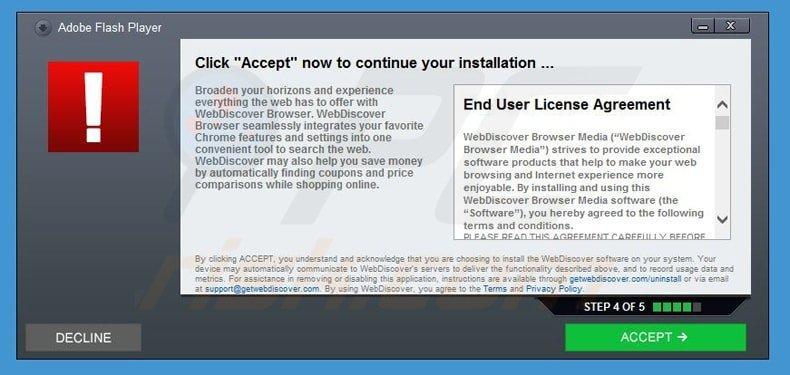 Adobe Flash Player
Click "Accept" now to continue your installation ...
Broaden your horizons and experience
everything the web has to offer with
WebDiscover Browser. WebDiscover
Browser seamlessly integrates your favorite
Chrome features and settings into one
convenient tool to search the web.
WebDiscover may also help you save money
by automatically finding coupons and price
comparisons while shopping online.
End User License Agreement
WebDiscover Browser Media (“WebDiscover
Browser Media”) strives to provide exceptional
software products that help to make your web
browsing and Internet experience more
enjoyable. By installing and using this
WebDiscover Browser Media software (the
“Software”), you hereby agreed to the following
terms and conditions.
PLEASE READ THIS AGREEMENT CAREFULLY BEFORE
By clicking ACCEPT, you understand and acknowledge that you are choosing to install the WebDiscover software on your system. Your
device may automatically communicate to WebDiscover's servers to deliver the functionality described above, and to record usage data and
metrics. For assistance in removing or disabling this application, instructions are available through getwebdiscover.com/uninstall or via email
at support@getwebdiscover.com. By using WebDiscover, you agree to the Terms and Privacy Policy.
STEP 4 OF 5
DECLINE
ACCEPT →